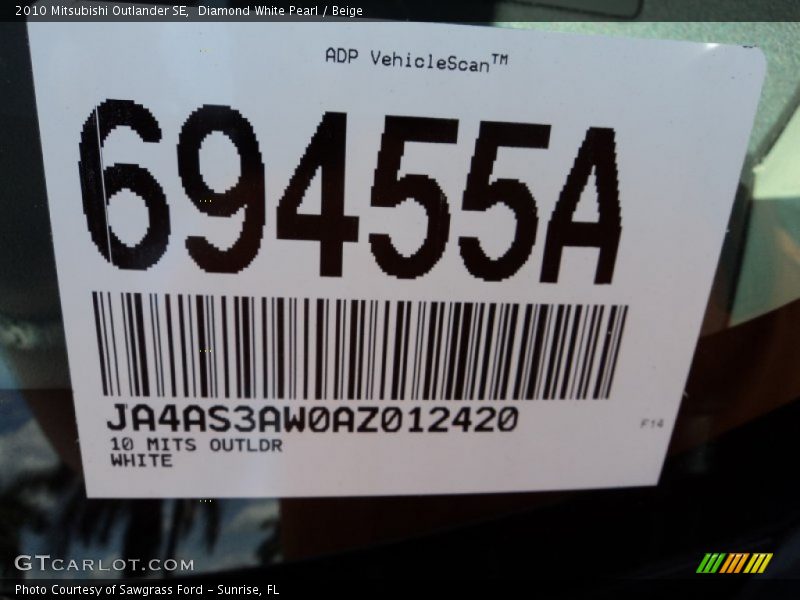 2010 Mitsubishi Outlander SE, Diamond White Pearl / Beige
ADP VehicleScan™
69455A
JA4AS3AW0AZ012420
10 MITS OUTLDR
WHITE
F14
GTCARLOT.COM
Photo Courtesy of Sawgrass Ford - Sunrise, FL